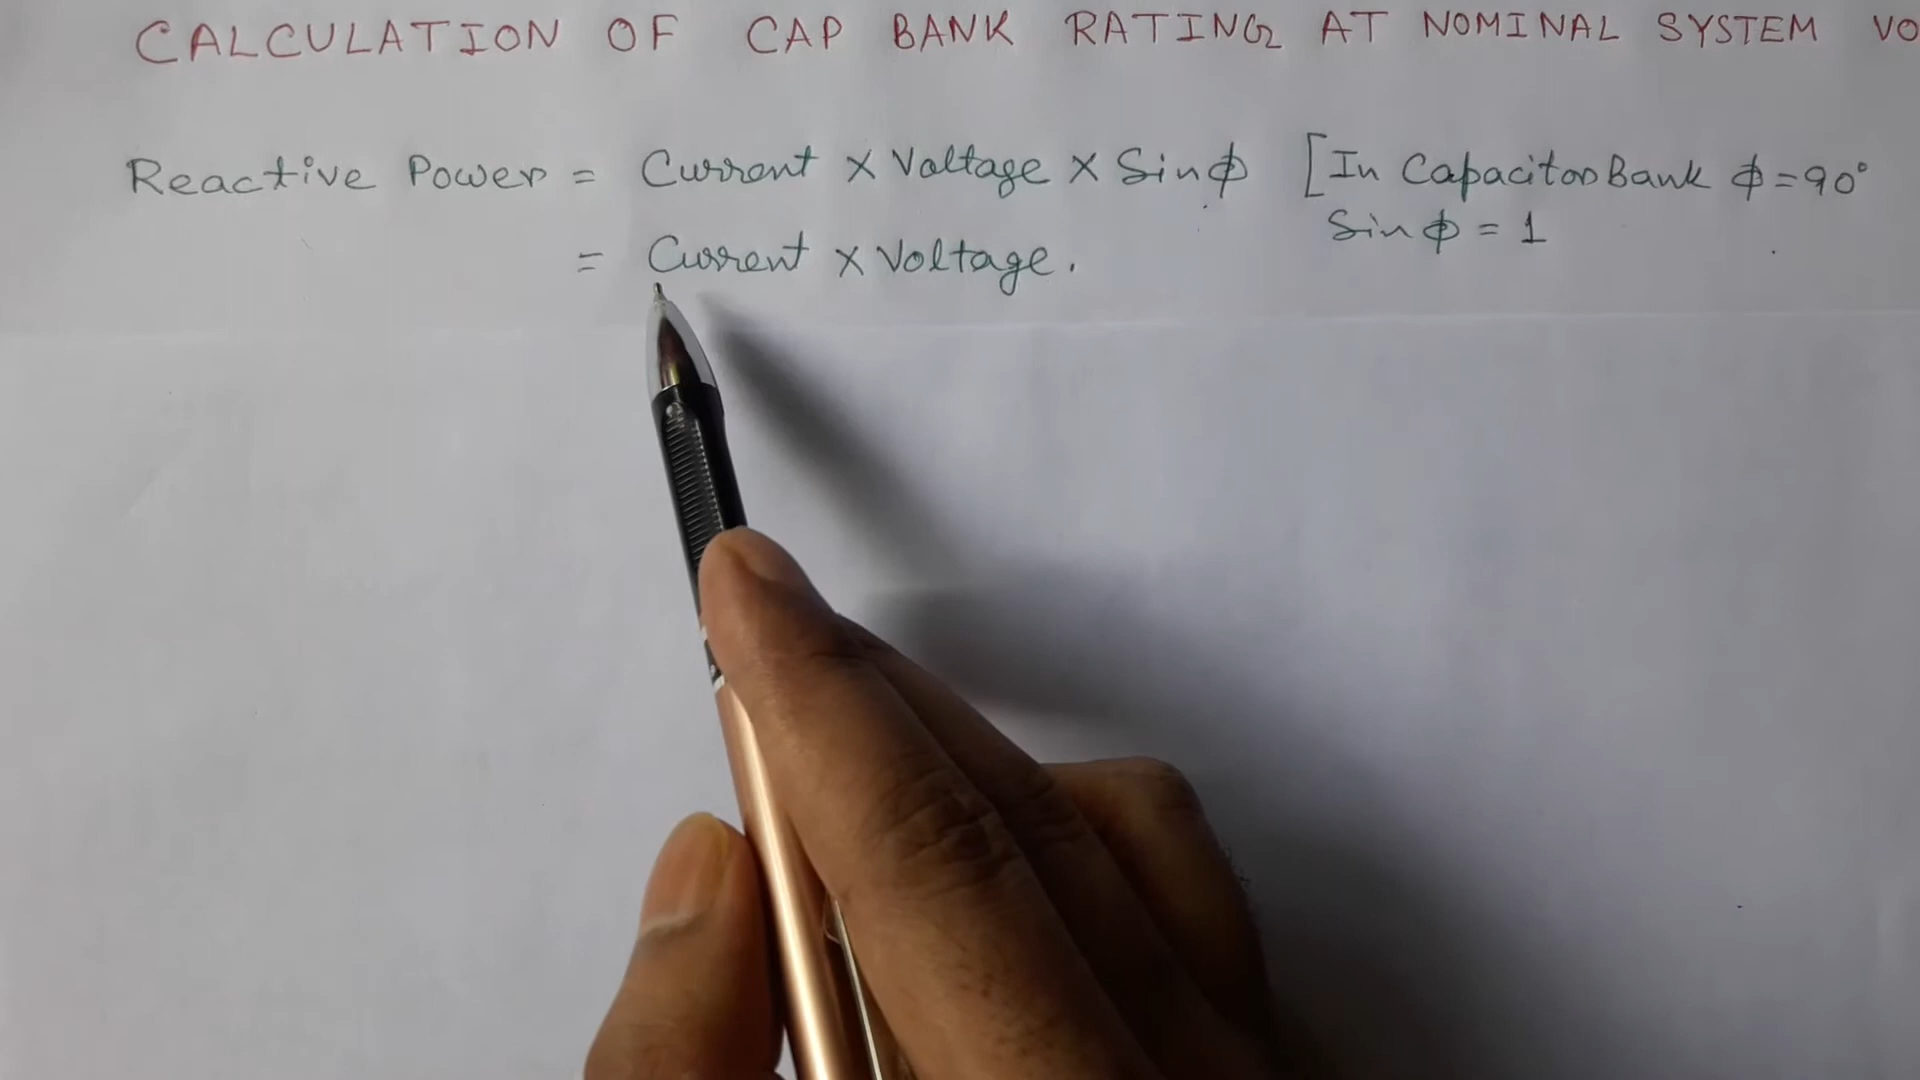 CALCULATION OF CAP BANK RATING AT NOMINAL SYSTEM VO
Reactive Power = Current × Voltage × Sinϕ [In Capacitor Bank ϕ = 90°
Sinϕ = 1
= Current × Voltage.